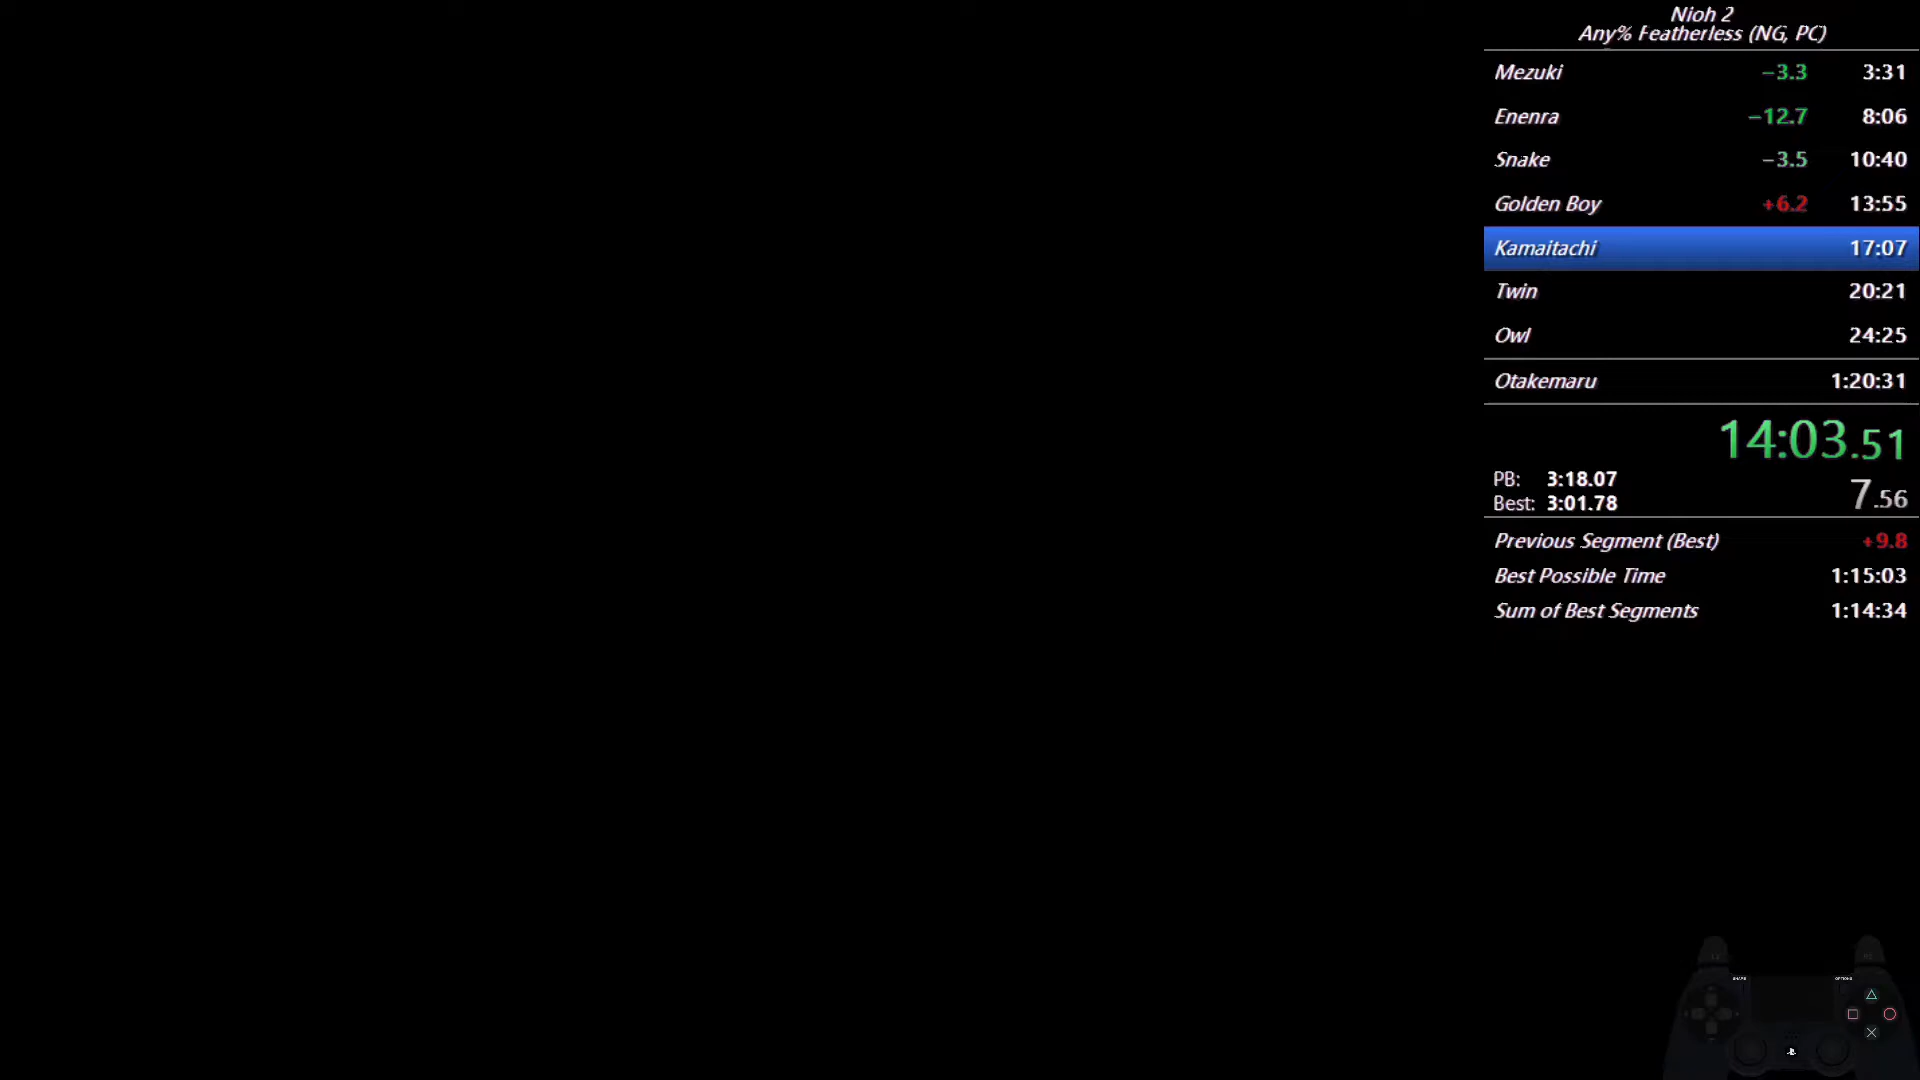 Nioh 2
Any% Featherless (NG, PC)
Mezuki −3.3 3:31
Enenra −12.7 8:06
Snake −3.5 10:40
Golden Boy +6.2 13:55
Kamaitachi 17:07
Twin 20:21
Owl 24:25
Otakemaru 1:20:31
14:03.51
PB: 3:18.07
7.56
Best: 3:01.78
Previous Segment (Best) +9.8
Best Possible Time 1:15:03
Sum of Best Segments 1:14:34
SHARE OPTIONS